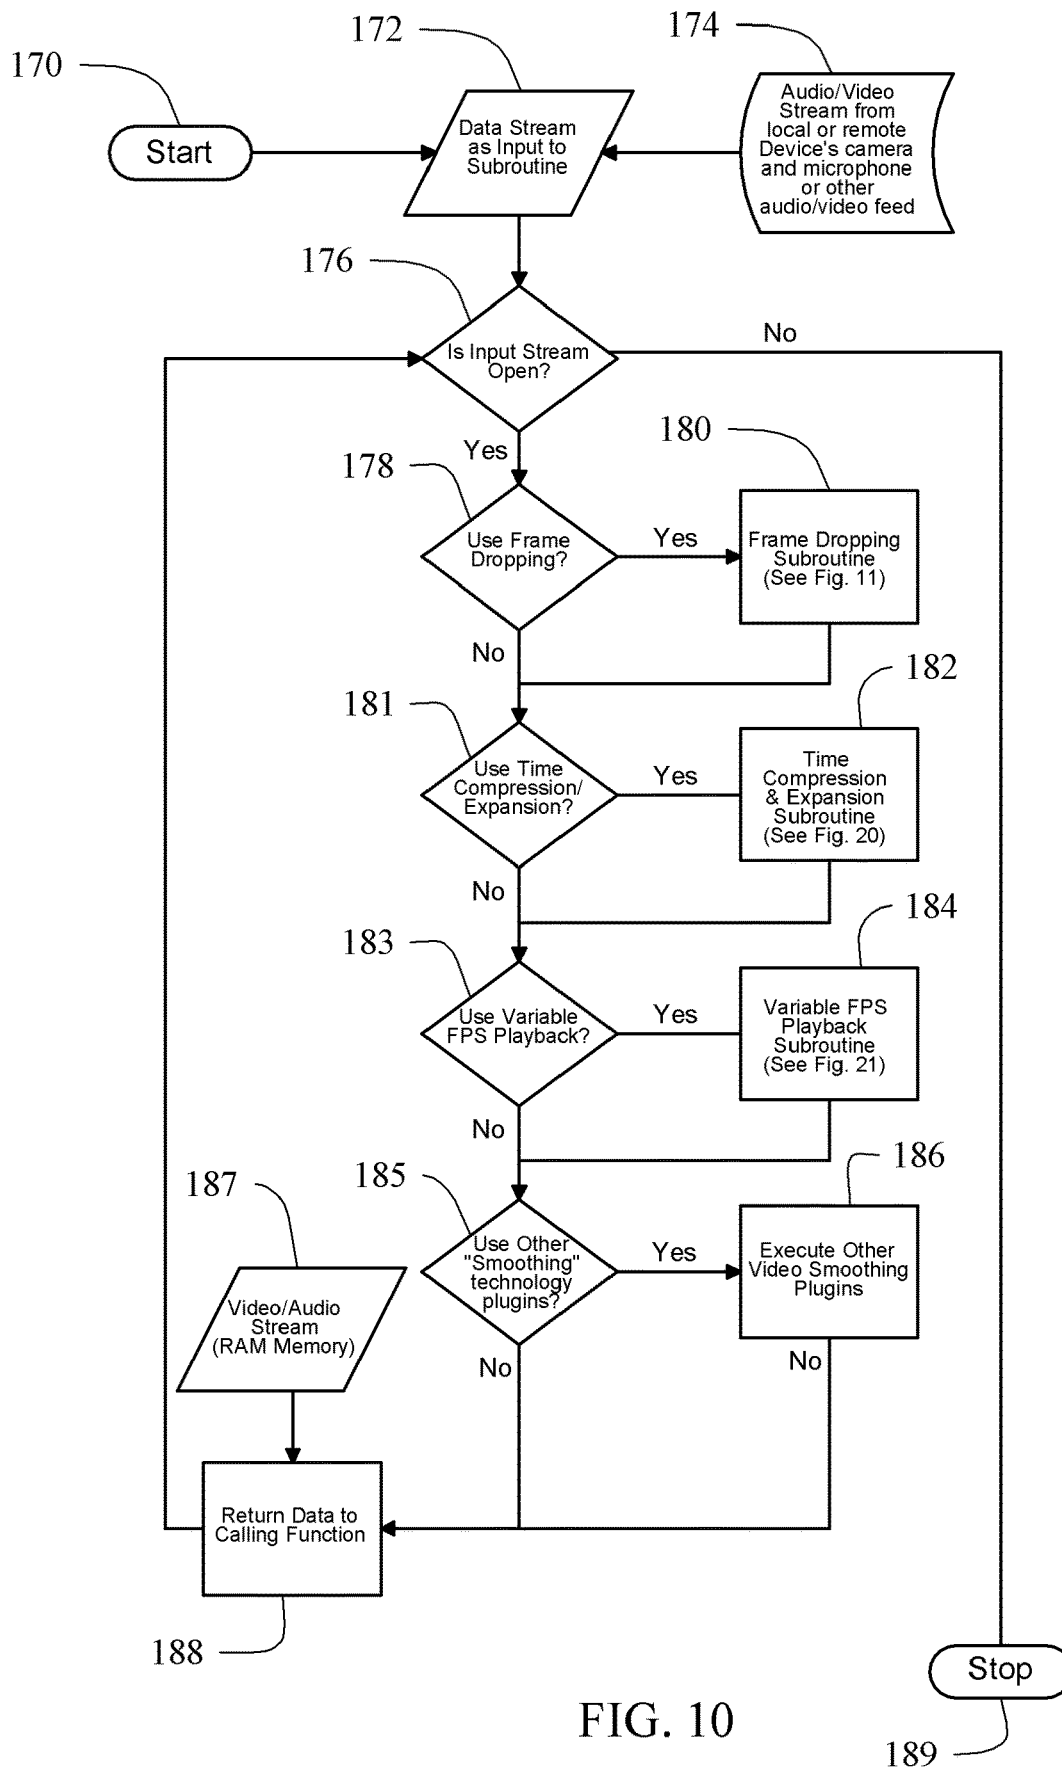 170
172
174
Start
Data Stream
as Input to
Subroutine
Audio/Video
Stream from
local or remote
Device's camera
and microphone
or other
audio/video feed
176
Is Input Stream
Open?
No
Yes
178
180
Use Frame
Dropping?
Yes
Frame Dropping
Subroutine
(See Fig. 11)
No
181
182
Use Time
Compression/
Expansion?
Yes
Time
Compression
& Expansion
Subroutine
(See Fig. 20)
No
183
184
Use Variable
FPS Playback?
Yes
Variable FPS
Playback
Subroutine
(See Fig. 21)
No
185
186
187
Use Other
"Smoothing"
technology
plugins?
Yes
Execute Other
Video Smoothing
Plugins
Video/Audio
Stream
(RAM Memory)
No
No
Return Data to
Calling Function
188
Stop
189
FIG. 10